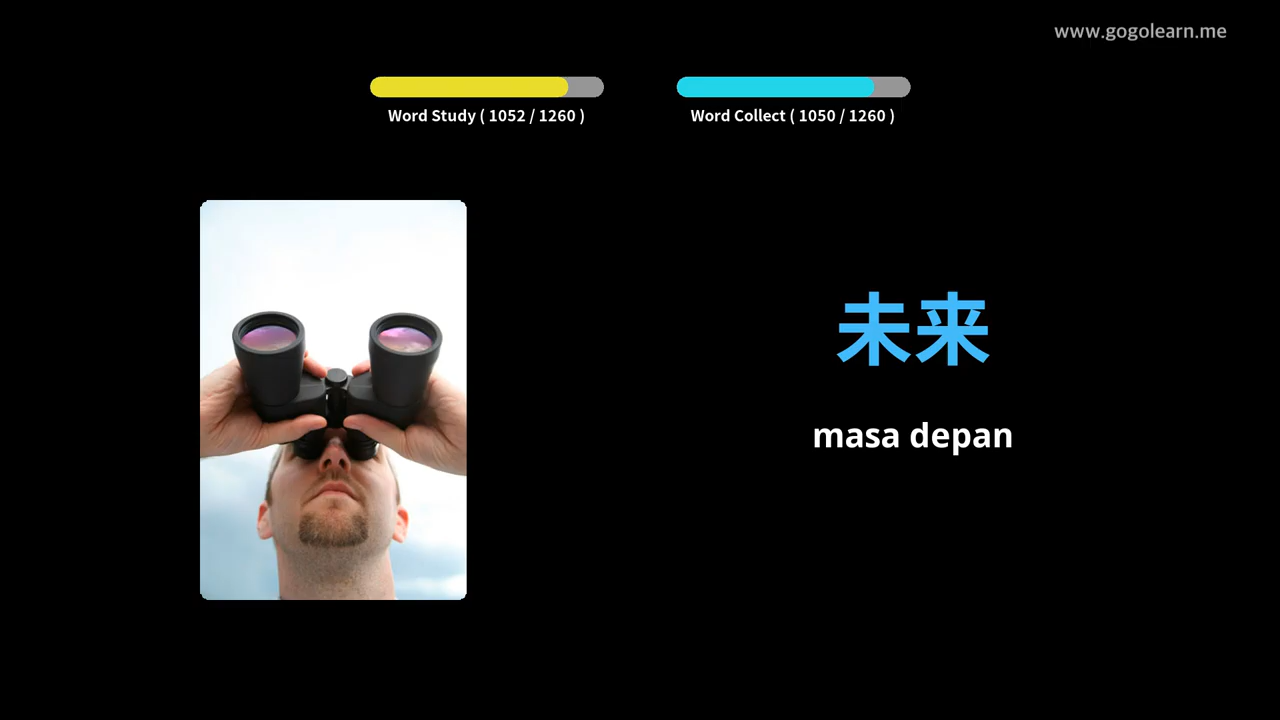 www.gogolearn.me
Word Study ( 1052 / 1260 )
Word Collect ( 1050 / 1260 )
未来
masa depan